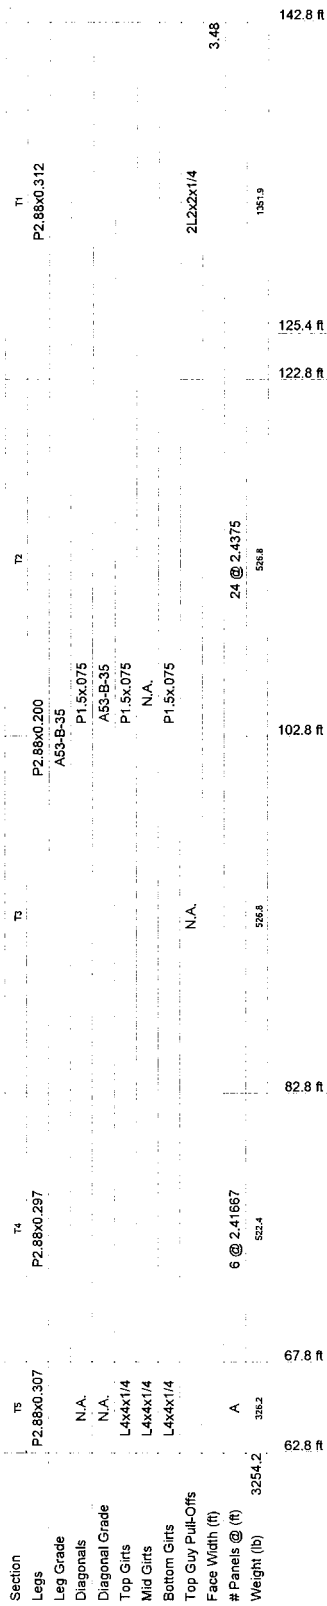 142.8 ft
125.4 ft
122.8 ft
102.8 ft
82.8 ft
67.8 ft
62.8 ft
Section T5 T4 T3 T2 T1
Legs P2.88x0.307 P2.88x0.297 P2.88x0.200 P2.88x0.312
Leg Grade A53-B-35
Diagonals N.A. P1.5x.075
Diagonal Grade N.A. A53-B-35
Top Girts L4x4x1/4 P1.5x.075
Mid Girts L4x4x1/4 N.A.
Bottom Girts L4x4x1/4 P1.5x.075
Top Guy Pull-Offs N.A. 2L2x2x1/4
Face Width (ft) 3.48
# Panels @ (ft) A 6 @ 2.41667 24 @ 2.4375
Weight (lb) 3254.2 326.2 522.4 526.8 526.8 1351.9